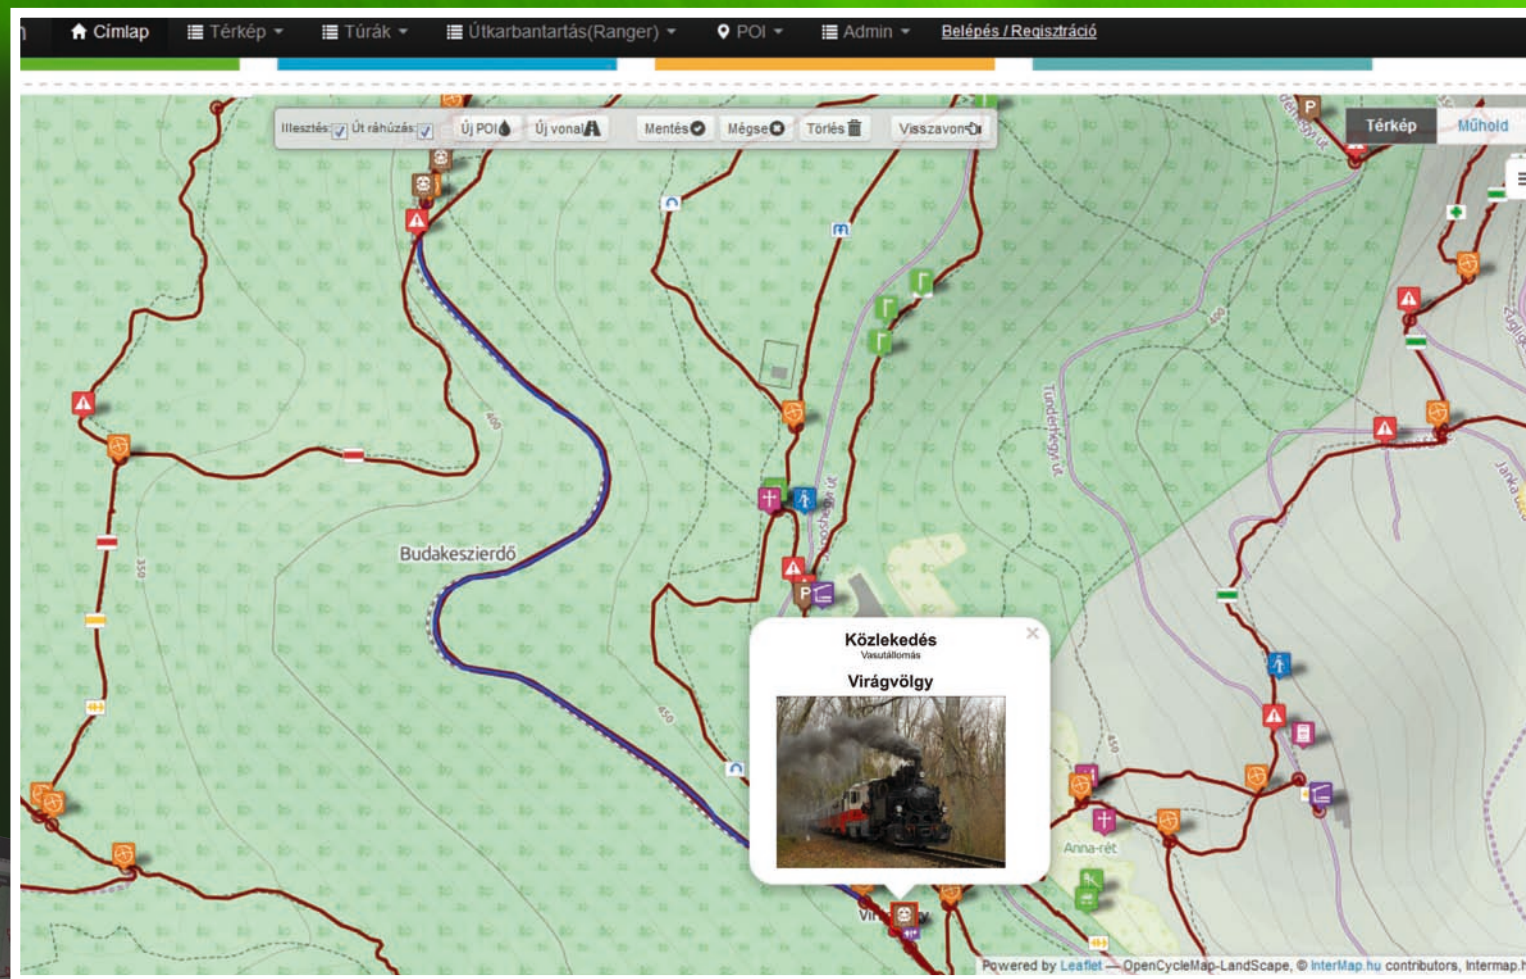 Címlap
Térkép
Túrák
Útkarbantartás(Ranger)
POI
Admin
Belépés / Regisztráció
Illesztés:
Út ráhúzás:
Új POI
Új vonal
Mentés
Mégse
Törlés
Visszavon
Térkép
Műhold
P
400
400
Tündérhegyi út
Jánoshegyi út
Budakeszierdő
350
P
450
450
Közlekedés
Vasútállomás
Virágvölgy
Anna-rét
Powered by Leaflet — OpenCycleMap-LandScape, © InterMap.hu contributors, Intermap.h